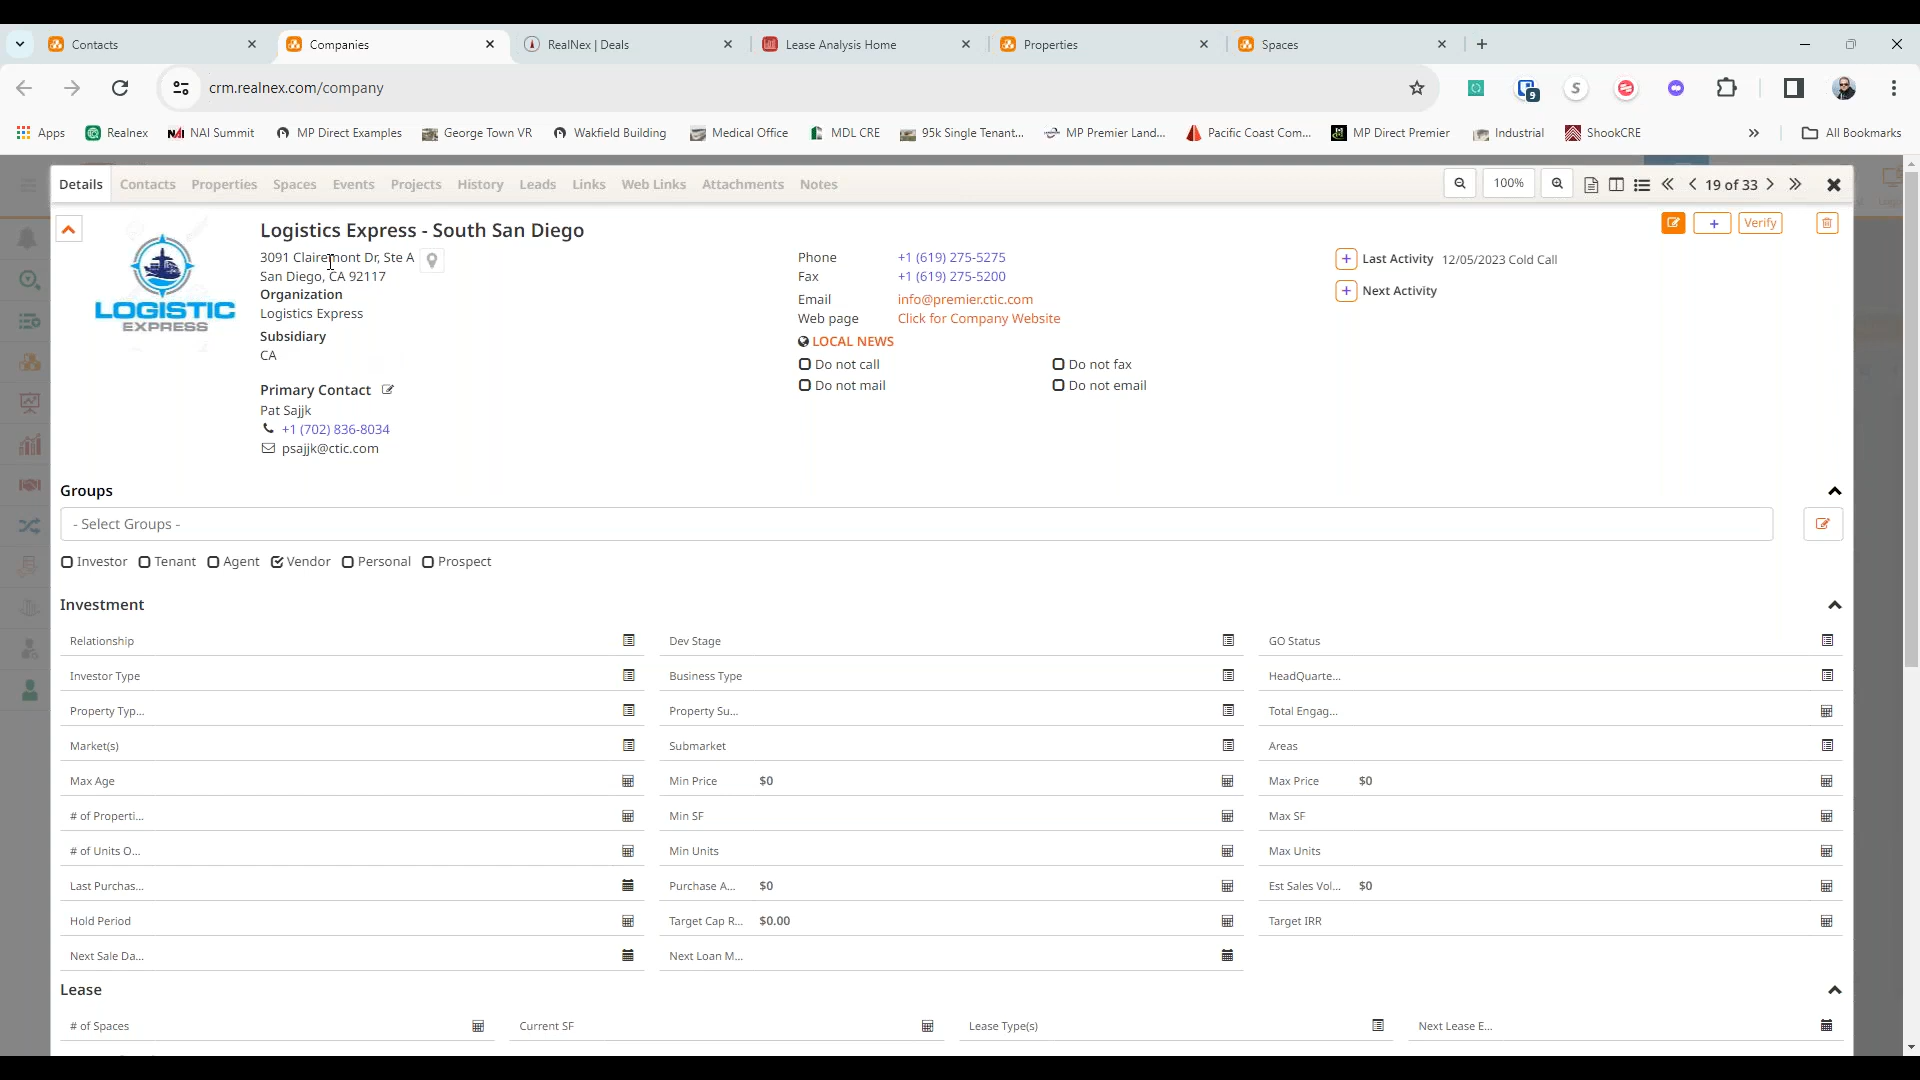 Contacts
Companies
RealNex | Deals
Lease Analysis Home
Properties
Spaces
crm.realnex.com/company
S
9
Apps
Realnex
NAI Summit
MP Direct Examples
George Town VR
Wakfield Building
Medical Office
MDL CRE
95k Single Tenant...
MP Premier Land...
Pacific Coast Com...
MP Direct Premier
Industrial
ShookCRE
All Bookmarks
Details
Contacts
Properties
Spaces
Events
Projects
History
Leads
Links
Web Links
Attachments
Notes
100%
19 of 33
LOGISTIC
EXPRESS
Logistics Express - South San Diego
3091 Clairemont Dr, Ste A
San Diego, CA 92117
Organization
Logistics Express
Subsidiary
CA
Primary Contact
Pat Sajjk
+1 (702) 836-8034
psajjk@ctic.com
Phone +1 (619) 275-5275
Fax +1 (619) 275-5200
Email info@premier.ctic.com
Web page Click for Company Website
LOCAL NEWS
Do not call
Do not fax
Do not mail
Do not email
Verify
Last Activity 12/05/2023 Cold Call
Next Activity
Groups
- Select Groups -
Investor Tenant Agent Vendor Personal Prospect
Investment
Relationship
Dev Stage
GO Status
Investor Type
Business Type
HeadQuarte...
Property Typ...
Property Su...
Total Engag...
Market(s)
Submarket
Areas
Max Age
Min Price $0
Max Price $0
# of Properti...
Min SF
Max SF
# of Units O...
Min Units
Max Units
Last Purchas...
Purchase A... $0
Est Sales Vol... $0
Hold Period
Target Cap R... $0.00
Target IRR
Next Sale Da...
Next Loan M...
Lease
# of Spaces
Current SF
Lease Type(s)
Next Lease E...